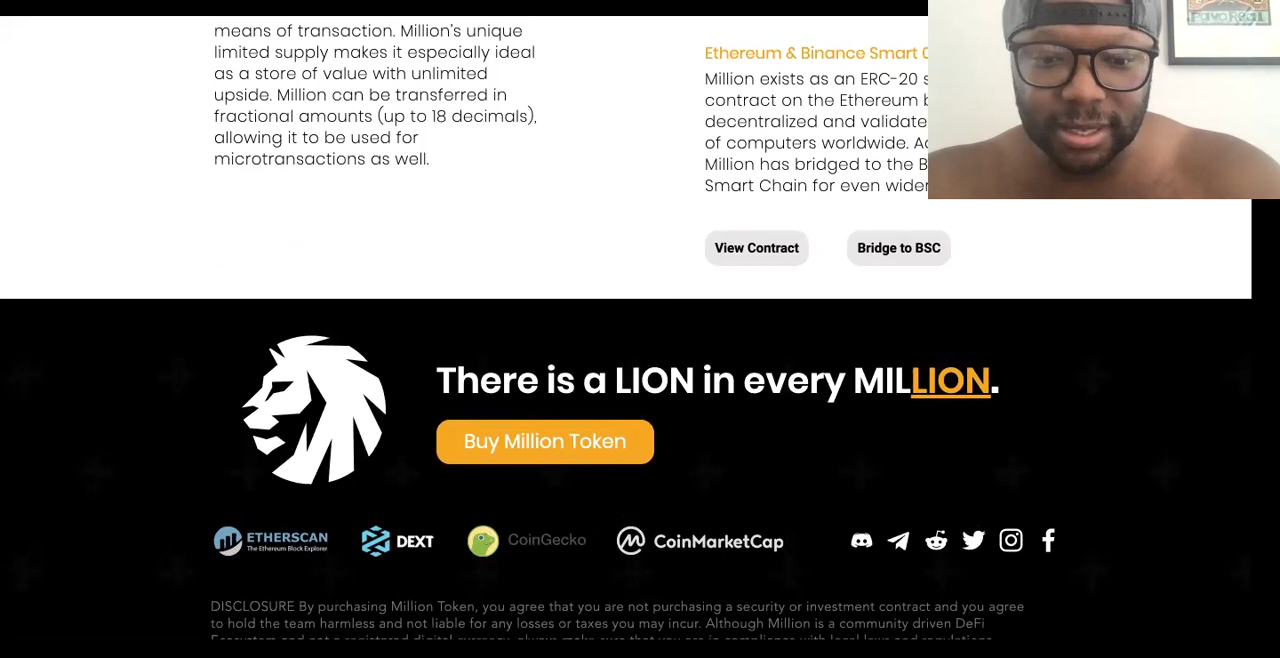 means of transaction. Million's unique
limited supply makes it especially ideal
as a store of value with unlimited
upside. Million can be transferred in
fractional amounts (up to 18 decimals),
allowing it to be used for
microtransactions as well.
Ethereum & Binance Smart
Million exists as an ERC-20
contract on the Ethereum
decentralized and
of computers worldwide.
Million has bridged to the
Smart Chain for even
View Contract
Bridge to BSC
There is a LION in every MILLION.
Buy Million Token
ETHERSCAN
The Ethereum Block Explorer
DEXT
CoinGecko
CoinMarketCap
DISCLOSURE By purchasing Million Token, you agree that you are not purchasing a security or investment contract and you agree
to hold the team harmless and not liable for any losses or taxes you may incur. Although Million is a community driven DeFi